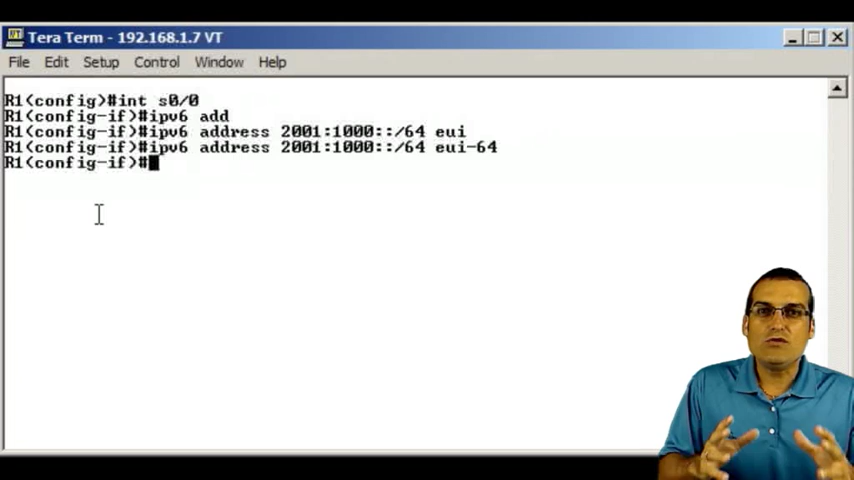 Tera Term - 192.168.1.7 VT
File Edit Setup Control Window Help
R1(config)#int s0/0
R1(config-if)#ipv6 add
R1(config-if)#ipv6 address 2001:1000::/64 eui
R1(config-if)#ipv6 address 2001:1000::/64 eui-64
R1(config-if)#